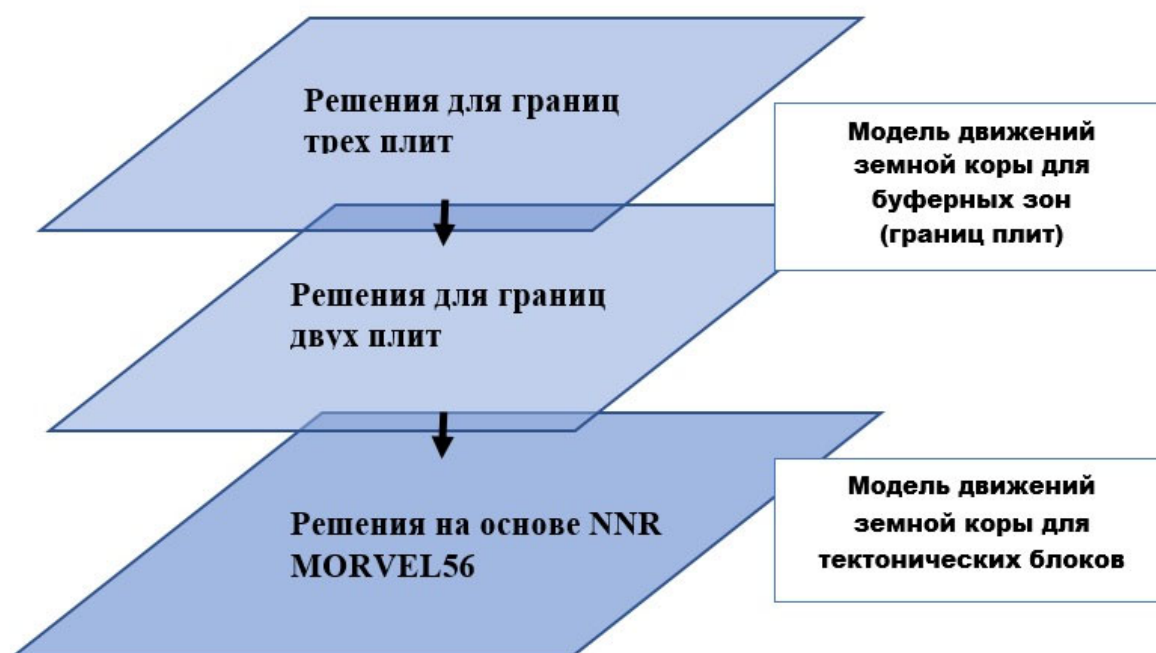 Решения для границ
трех плит
Модель движений
земной коры для
буферных зон
(границ плит)
Решения для границ
двух плит
Решения на основе NNR
MORVEL56
Модель движений
земной коры для
тектонических блоков